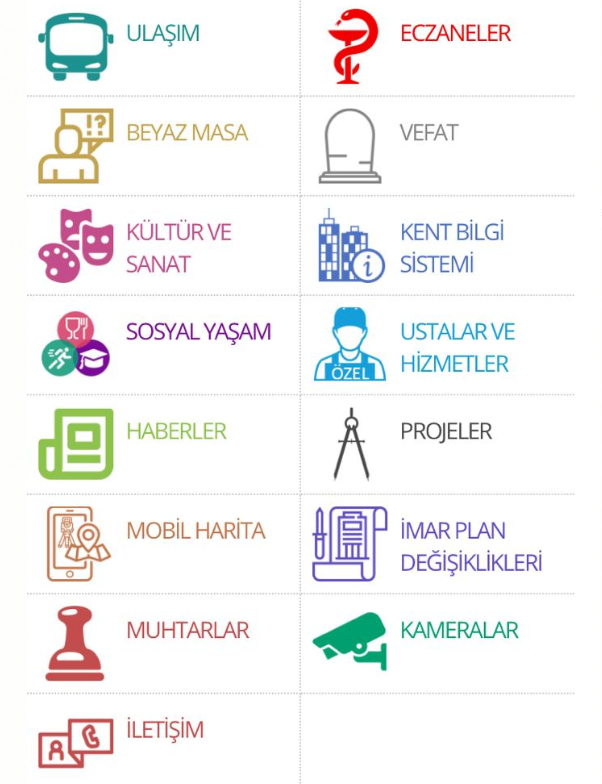 ULAŞIM
ECZANELER
!?
BEYAZ MASA
VEFAT
KÜLTÜR VE
SANAT
KENT BİLGİ
SİSTEMİ
i
SOSYAL YAŞAM
USTALAR VE
HİZMETLER
ÖZEL
HABERLER
PROJELER
MOBİL HARİTA
İMAR PLAN
DEĞİŞİKLİKLERİ
MUHTARLAR
KAMERALAR
İLETİŞİM